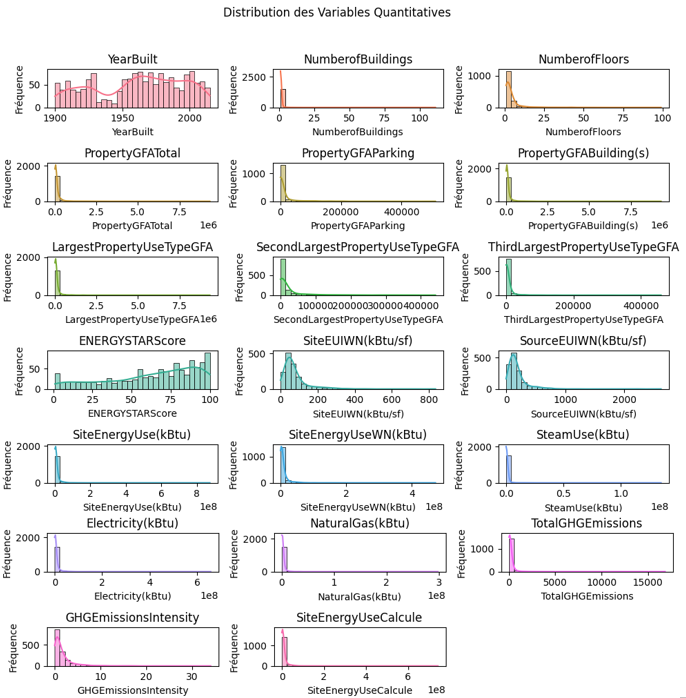 Distribution des Variables Quantitatives
YearBuilt
Fréquence
50
0
1900 1950 2000
YearBuilt
NumberofBuildings
Fréquence
2500
0
0 25 50 75 100
NumberofBuildings
NumberofFloors
Fréquence
1000
0
0 25 50 75 100
NumberofFloors
PropertyGFATotal
Fréquence
2000
0
0.0 2.5 5.0 7.5
PropertyGFATotal 1e6
PropertyGFAParking
Fréquence
1000
0
0 200000 400000
PropertyGFAParking
PropertyGFABuilding(s)
Fréquence
2000
0
0.0 2.5 5.0 7.5
PropertyGFABuilding(s) 1e6
LargestPropertyUseTypeGFA
Fréquence
2000
0
0.0 2.5 5.0 7.5
LargestPropertyUseTypeGFA 1e6
SecondLargestPropertyUseTypeGFA
Fréquence
500
0
0 100000 200000 300000 400000
SecondLargestPropertyUseTypeGFA
ThirdLargestPropertyUseTypeGFA
Fréquence
500
0
0 200000 400000
ThirdLargestPropertyUseTypeGFA
ENERGYSTARScore
Fréquence
50
0
0 25 50 75 100
ENERGYSTARScore
SiteEUIWN(kBtu/sf)
Fréquence
500
0
0 200 400 600 800
SiteEUIWN(kBtu/sf)
SourceEUIWN(kBtu/sf)
Fréquence
500
0
0 1000 2000
SourceEUIWN(kBtu/sf)
SiteEnergyUse(kBtu)
Fréquence
2000
0
0 2 4 6 8
SiteEnergyUse(kBtu) 1e8
SiteEnergyUseWN(kBtu)
Fréquence
1000
0
0 2 4
SiteEnergyUseWN(kBtu) 1e8
SteamUse(kBtu)
Fréquence
2000
0
0.0 0.5 1.0
SteamUse(kBtu) 1e8
Electricity(kBtu)
Fréquence
2000
0
0 2 4 6
Electricity(kBtu) 1e8
NaturalGas(kBtu)
Fréquence
2000
0
0 1 2 3
NaturalGas(kBtu) 1e8
TotalGHGEmissions
Fréquence
1000
0
0 5000 10000 15000
TotalGHGEmissions
GHGEmissionsIntensity
Fréquence
500
0
0 10 20 30
GHGEmissionsIntensity
SiteEnergyUseCalcule
Fréquence
1000
0
0 2 4 6
SiteEnergyUseCalcule 1e8